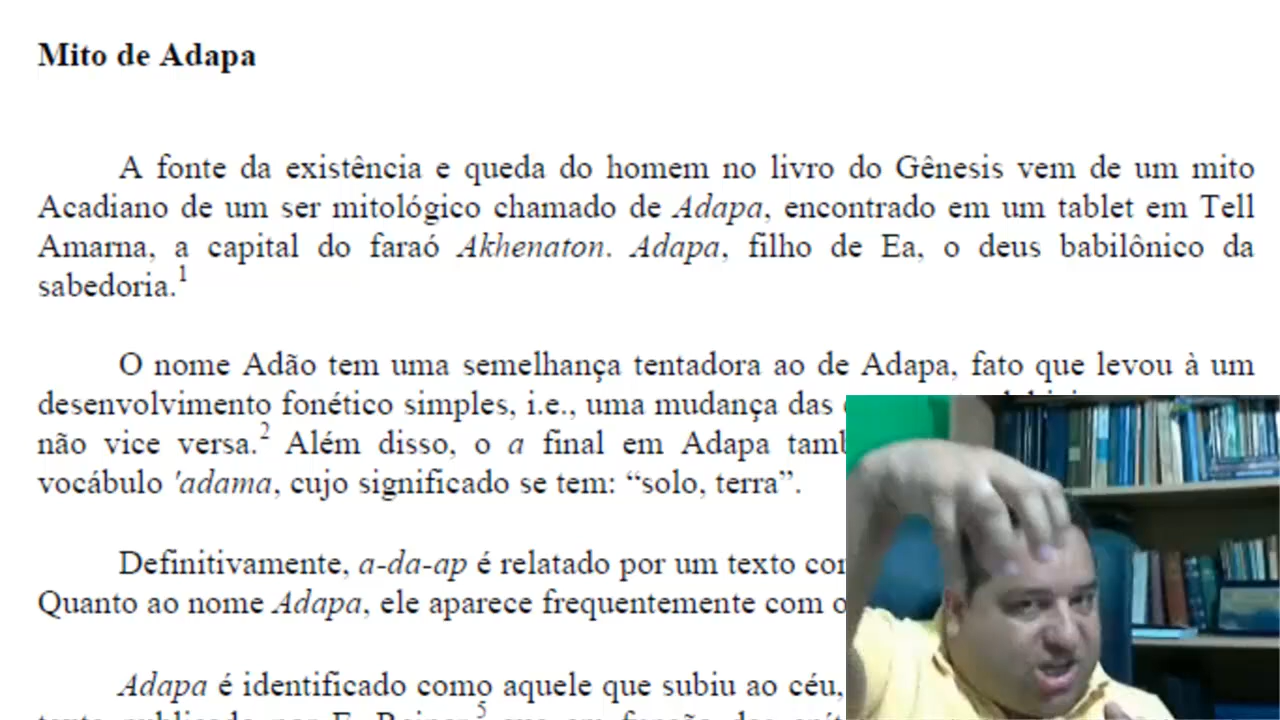 Mito de Adapa
A fonte da existência e queda do homem no livro do Gênesis vem de um mito
Acadiano de um ser mitológico chamado de Adapa, encontrado em um tablet em Tell
Amarna, a capital do faraó Akhenaton. Adapa, filho de Ea, o deus babilônico da
sabedoria.1
O nome Adão tem uma semelhança tentadora ao de Adapa, fato que levou à um
desenvolvimento fonético simples, i.e., uma mudança das
não vice versa.2 Além disso, o a final em Adapa
vocábulo 'adama, cujo significado se tem: “solo, terra”.
Definitivamente, a-da-ap é relatado por um texto
Quanto ao nome Adapa, ele aparece frequentemente com
Adapa é identificado como aquele que subiu ao céu,
5